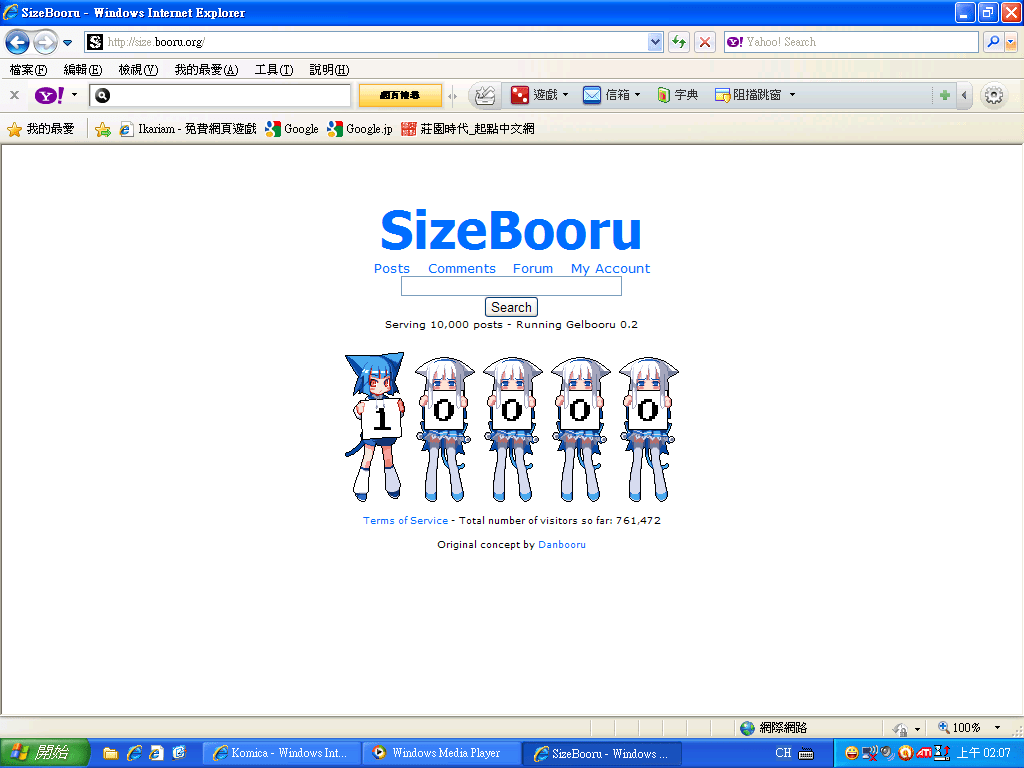 SizeBooru - Windows Internet Explorer
http://size.booru.org/
Yahoo! Search
檔案(F) 編輯(E) 檢視(V) 我的最愛(A) 工具(T) 說明(H)
X Y! 網頁搜尋 遊戲 信箱 字典 阻擋跳窗
我的最愛 Ikariam - 免費網頁遊戲 Google Google.jp 莊園時代_起點中文網
SizeBooru
Posts Comments Forum My Account
Search
Serving 10,000 posts - Running Gelbooru 0.2
1 0 0 0 0
Terms of Service - Total number of visitors so far: 761,472
Original concept by Danbooru
網際網路 100%
開始 Komica - Windows Int... Windows Media Player SizeBooru - Windows ... CH 上午 02:07